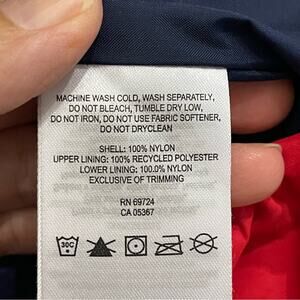 MACHINE WASH COLD, WASH SEPARATELY,
DO NOT BLEACH, TUMBLE DRY LOW,
DO NOT IRON, DO NOT USE FABRIC SOFTENER,
DO NOT DRYCLEAN
SHELL: 100% NYLON
UPPER LINING: 100% RECYCLED POLYESTER
LOWER LINING: 100.0% NYLON
EXCLUSIVE OF TRIMMING
RN 69724
CA 05367
30C